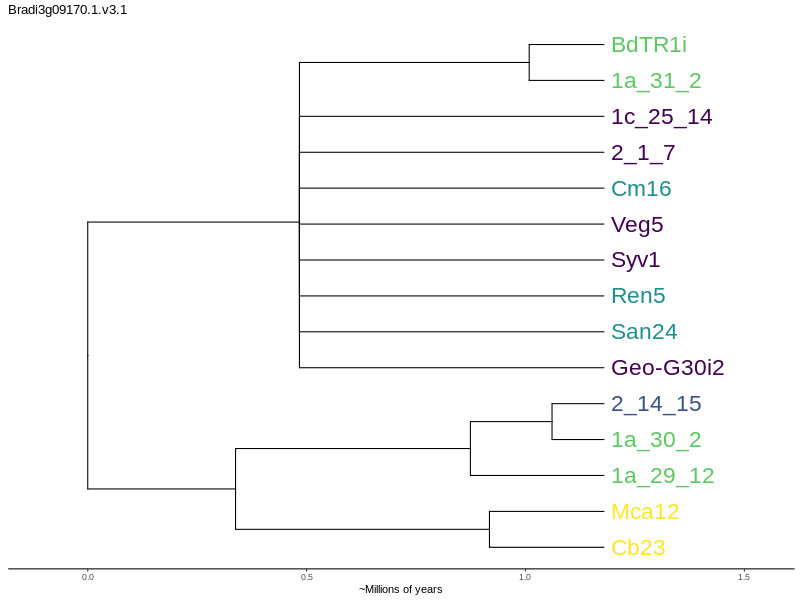 Bradi3g09170.1.v3.1
BdTR1i
1a_31_2
1c_25_14
2_1_7
Cm16
Veg5
Syv1
Ren5
San24
Geo-G30i2
2_14_15
1a_30_2
1a_29_12
Mca12
Cb23
0.0 0.5 1.0 1.5
~Millions of years